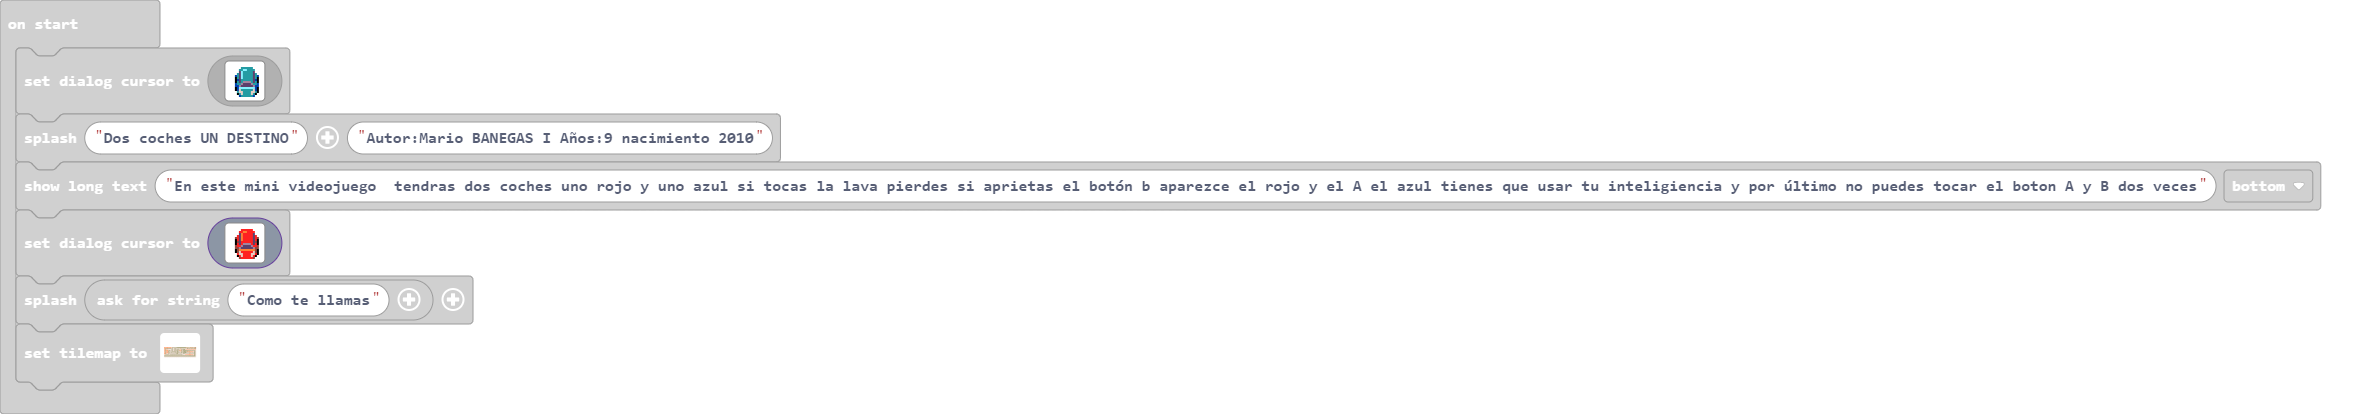 on start
set dialog cursor to
splash "Dos coches UN DESTINO" "Autor:Mario BANEGAS I Años:9 nacimiento 2010"
show long text "En este mini videojuego  tendras dos coches uno rojo y uno azul si tocas la lava pierdes si aprietas el botón b aparezce el rojo y el A el azul tienes que usar tu inteligiencia y por último no puedes tocar el boton A y B dos veces" bottom
set dialog cursor to
splash ask for string "Como te llamas"
set tilemap to